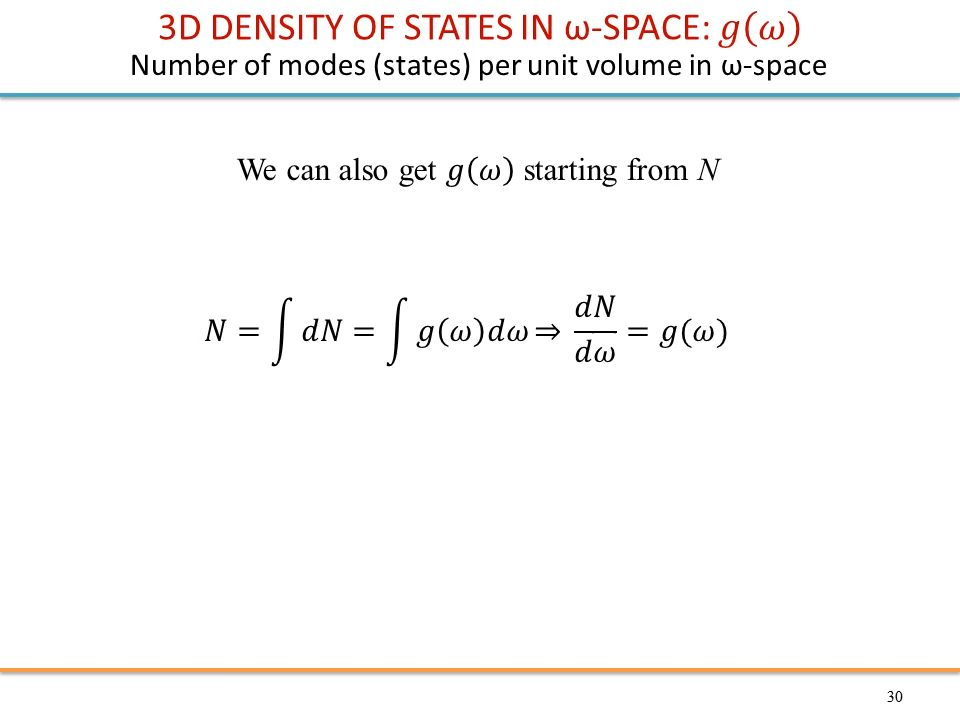 3D DENSITY OF STATES IN ω-SPACE: 𝑔(𝜔)
Number of modes (states) per unit volume in ω-space
We can also get 𝑔(𝜔) starting from N
𝑁 = ∫ 𝑑𝑁 = ∫ 𝑔(𝜔)𝑑𝜔 ⇒ 𝑑𝑁/𝑑𝜔 = 𝑔(𝜔)
30